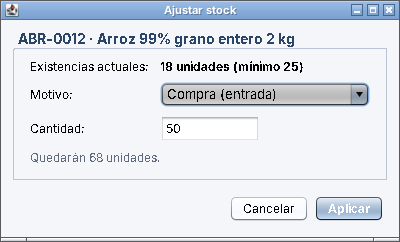 Ajustar stock
ABR-0012 · Arroz 99% grano entero 2 kg
Existencias actuales: 18 unidades (mínimo 25)
Motivo: Compra (entrada)
Cantidad: 50
Quedarán 68 unidades.
Cancelar Aplicar